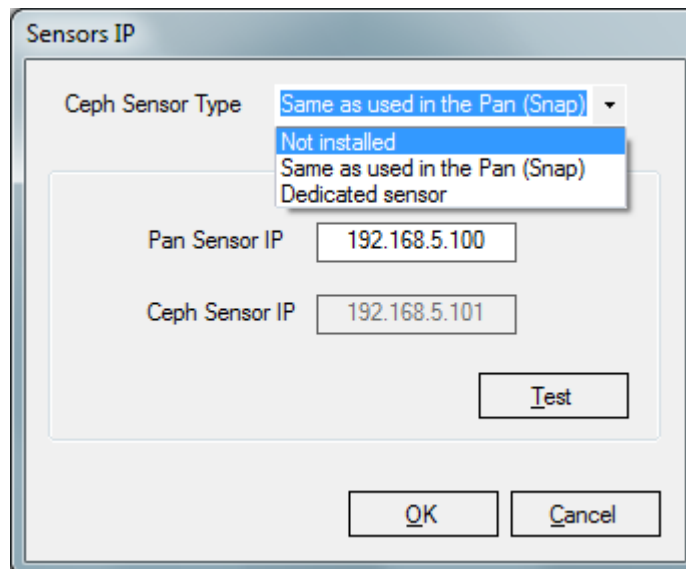 Sensors IP
Ceph Sensor Type Same as used in the Pan (Snap)
Not installed
Same as used in the Pan (Snap)
Dedicated sensor
Pan Sensor IP 192.168.5.100
Ceph Sensor IP 192.168.5.101
Test
OK Cancel